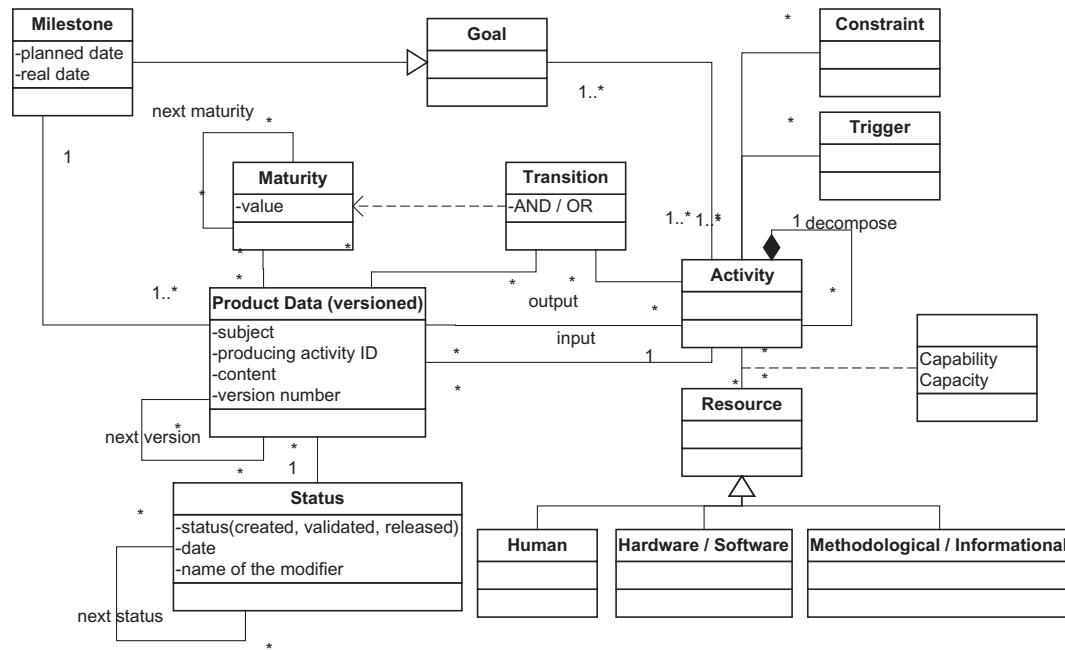 Milestone
-planned date
-real date
Goal
*
Constraint
1..*
next maturity
*
*
Trigger
1
Maturity
-value
*
Transition
-AND / OR
1..*
1..*
*
1 decompose
*
*
*
*
*
Activity
1..*
Product Data (versioned)
output
*
*
-subject
-producing activity ID
-content
-version number
input
*
1
*
*
*
*
Capability
Capacity
Resource
next version
*
*
*
1
Status
-status(created, validated, released)
-date
-name of the modifier
*
next status
*
Human
Hardware / Software
Methodological / Informational